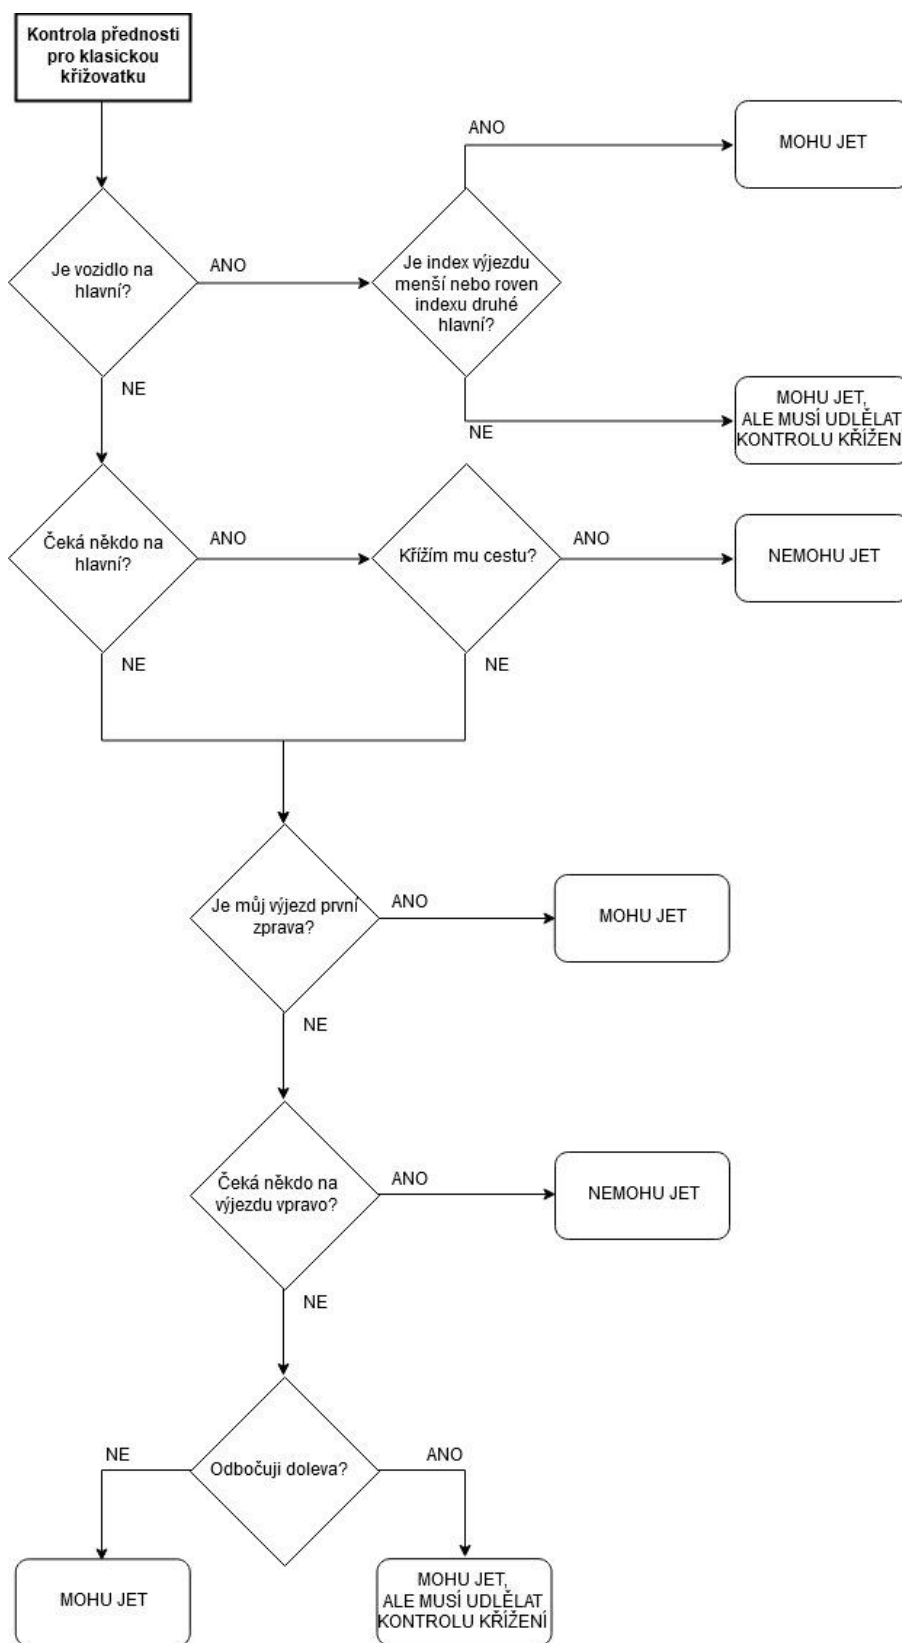 Kontrola přednosti
pro klasickou
křižovatku
ANO
MOHU JET
Je vozidlo na
hlavní?
ANO
Je index výjezdu
menší nebo roven
indexu druhé
hlavní?
NE
NE
MOHU JET,
ALE MUSÍ UDLĚLAT
KONTROLU KŘÍŽEN
Čeká někdo na
hlavní?
ANO
Křížím mu cestu?
ANO
NEMOHU JET
NE
NE
Je můj výjezd první
zprava?
ANO
MOHU JET
NE
Čeká někdo na
výjezdu vpravo?
ANO
NEMOHU JET
NE
NE
Odbočuji doleva?
ANO
MOHU JET
MOHU JET,
ALE MUSÍ UDLĚLAT
KONTROLU KŘÍŽENÍ